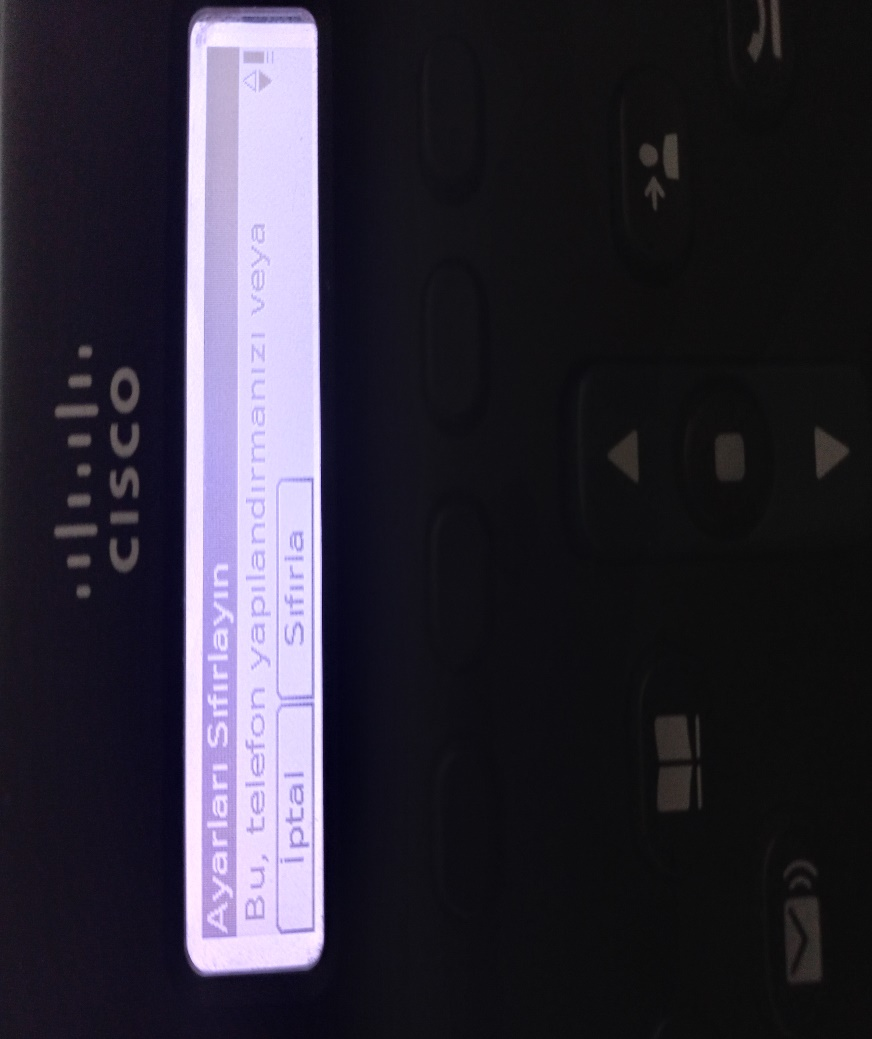 CISCO
Ayarları Sıfırlayın
Bu, telefon yapılandırmanızı veya
İptal
Sıfırla